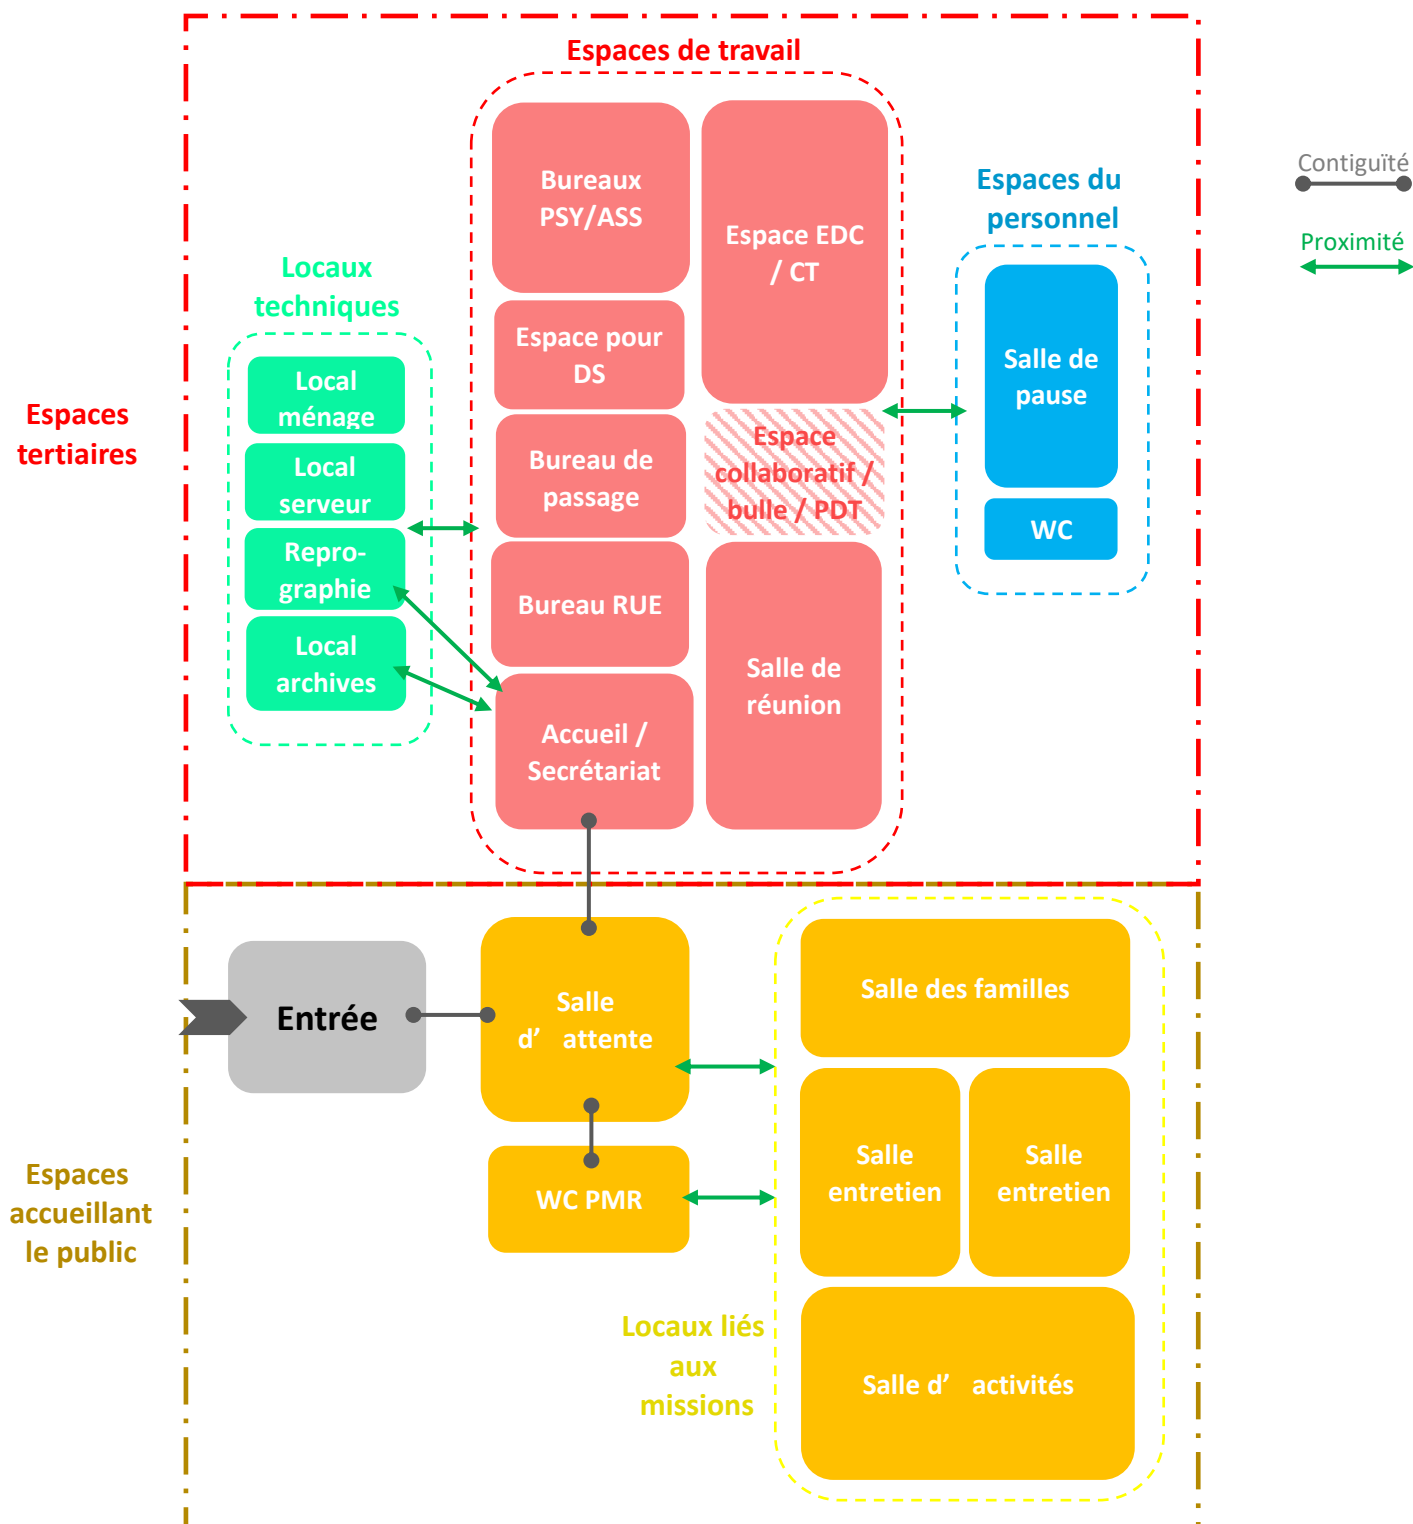 Espaces de travail
Contiguïté
Proximité
Espaces du
personnel
Salle de
pause
WC
Locaux
techniques
Local
ménage
Local
serveur
Repro-
graphie
Local
archives
Bureaux
PSY/ASS
Espace pour
DS
Bureau de
passage
Bureau RUE
Accueil /
Secrétariat
Espace EDC
/ CT
Espace
collaboratif /
bulle / PDT
Salle de
réunion
Espaces
tertiaires
Entrée
Salle
d’ attente
WC PMR
Salle des familles
Salle
entretien
Salle
entretien
Salle d’ activités
Locaux liés
aux
missions
Espaces
accueillant
le public